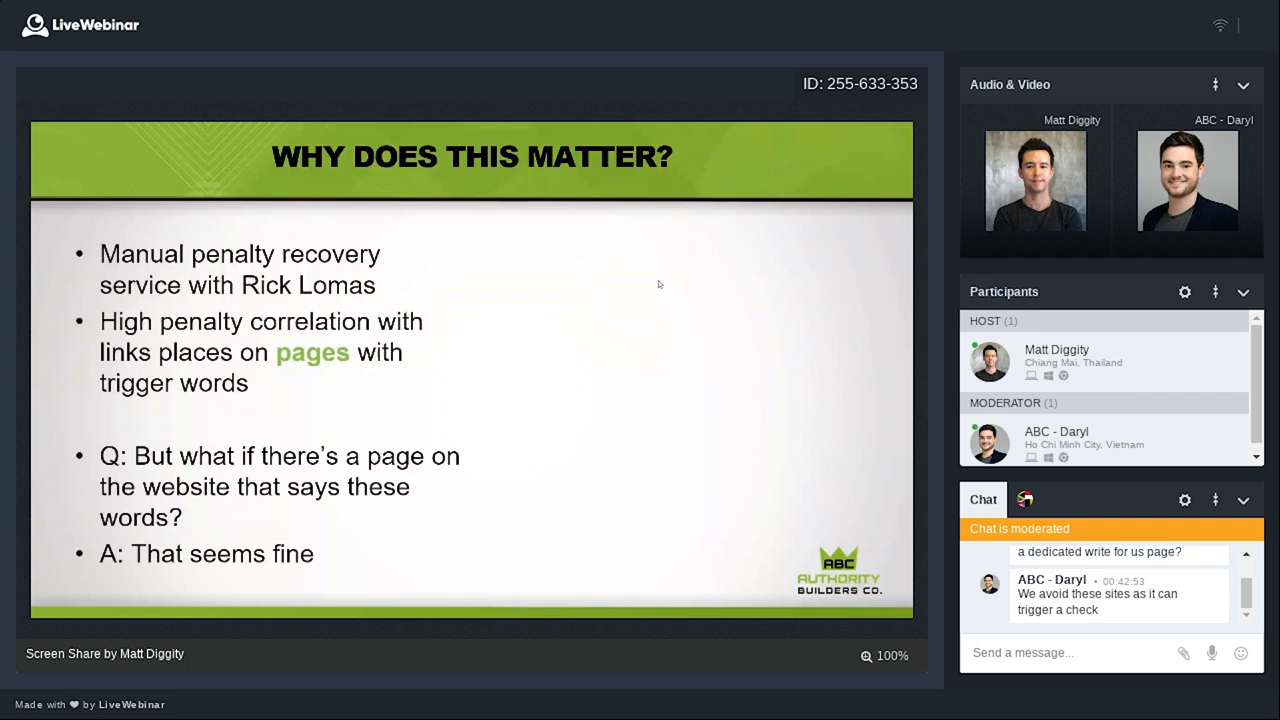 LiveWebinar
ID: 255-633-353
WHY DOES THIS MATTER?
• Manual penalty recovery
service with Rick Lomas
• High penalty correlation with
links places on pages with
trigger words
• Q: But what if there's a page on
the website that says these
words?
• A: That seems fine
ABC
AUTHORITY
BUILDERS CO.
Screen Share by Matt Diggity
100%
Audio & Video
Matt Diggity
ABC - Daryl
Participants
HOST (1)
Matt Diggity
Chiang Mai, Thailand
MODERATOR (1)
ABC - Daryl
Ho Chi Minh City, Vietnam
Chat
Chat is moderated
a dedicated write for us page?
ABC - Daryl • 00:42:53
We avoid these sites as it can
trigger a check
Send a message...
Made with ❤ by LiveWebinar